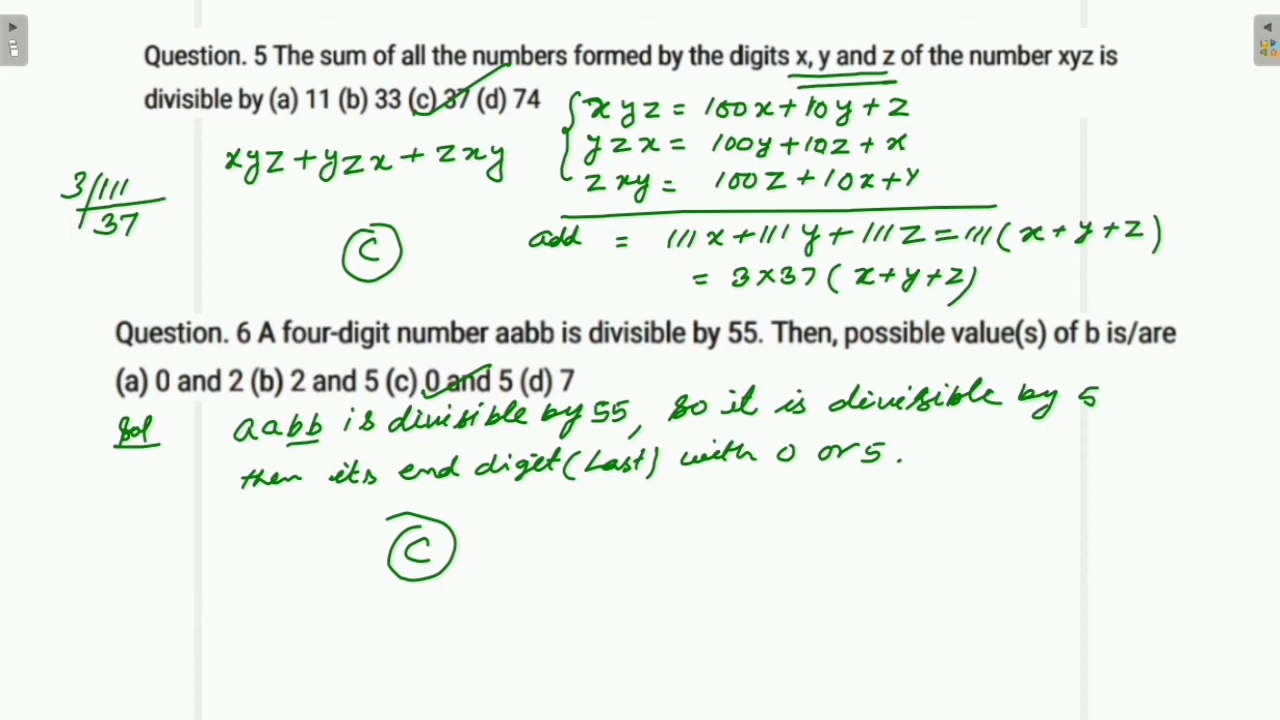 Question. 5 The sum of all the numbers formed by the digits x, y and z of the number xyz is
divisible by (a) 11 (b) 33 (c) 37 (d) 74
xyz = 100x + 10y + z
xyz + yzx + zxy
yzx = 100y + 10z + x
zxy = 100z + 10x + y
3/111
37
add = 111x + 111y + 111z = 111(x + y + z)
C
= 3×37(x + y + z)
Question. 6 A four-digit number aabb is divisible by 55. Then, possible value(s) of b is/are
(a) 0 and 2 (b) 2 and 5 (c) 0 and 5 (d) 7
Sol aabb is divisible by 55, so it is divisible by 5
then its end diget (Last) with 0 or 5.
C